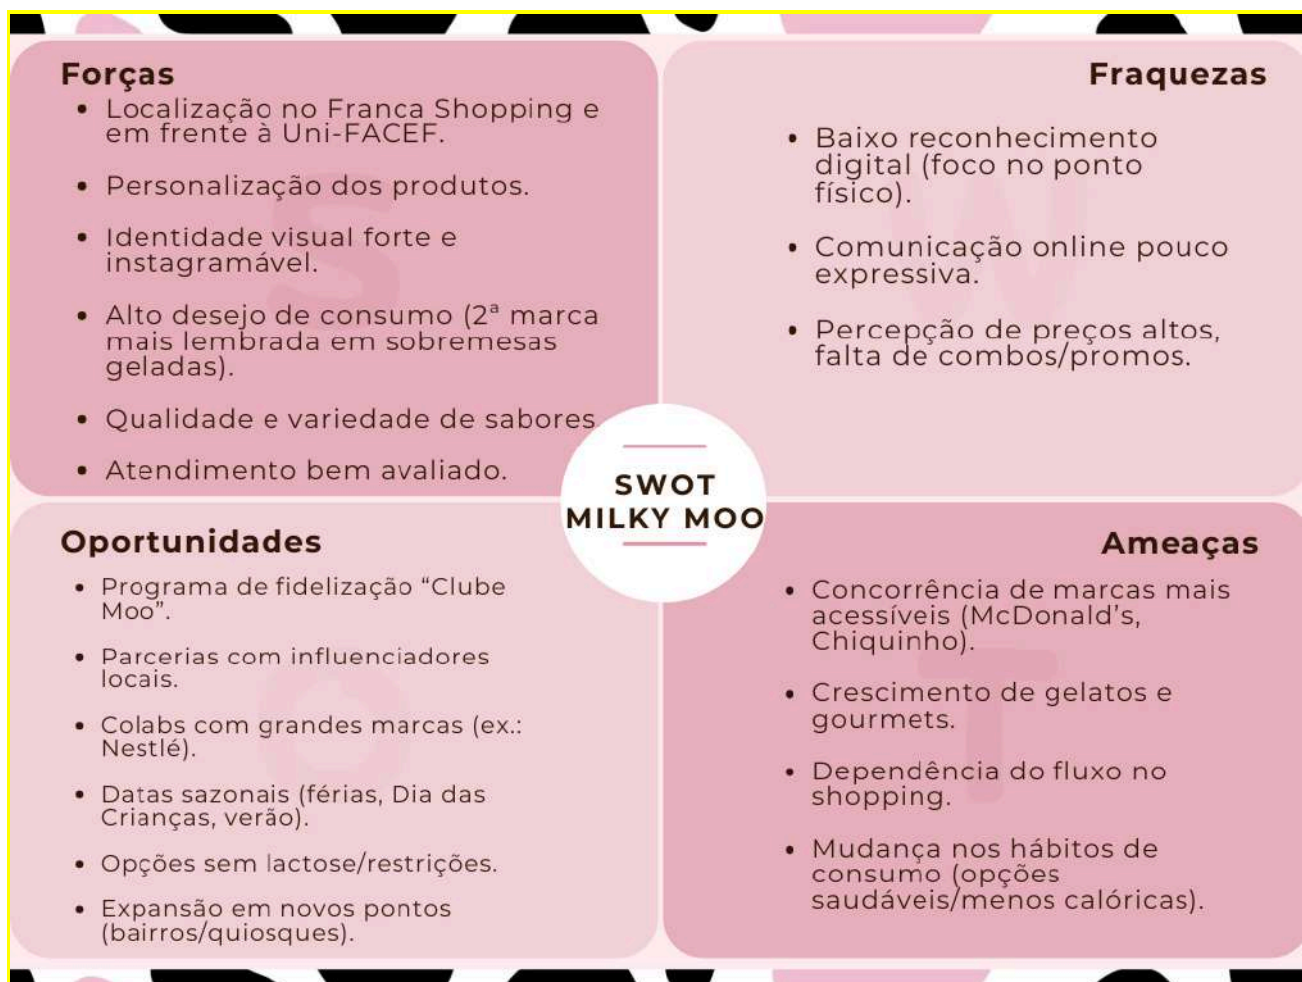 Forças
• Localização no Franca Shopping e
em frente à Uni-FACEF.
• Personalização dos produtos.
• Identidade visual forte e
instagramável.
• Alto desejo de consumo (2ª marca
mais lembrada em sobremesas
geladas).
• Qualidade e variedade de sabores
• Atendimento bem avaliado.
S
Fraquezas
• Baixo reconhecimento
digital (foco no ponto
físico).
• Comunicação online pouco
expressiva.
• Percepção de preços altos,
falta de combos/promos.
W
SWOT
MILKY MOO
Oportunidades
• Programa de fidelização “Clube
Moo”.
• Parcerias com influenciadores
locais.
• Colabs com grandes marcas (ex.:
Nestlé).
• Datas sazonais (férias, Dia das
Crianças, verão).
• Opções sem lactose/restrições.
• Expansão em novos pontos
(bairros/quiosques).
O
Ameaças
• Concorrência de marcas mais
acessíveis (McDonald’s,
Chiquinho).
• Crescimento de gelatos e
gourmets.
• Dependência do fluxo no
shopping.
• Mudança nos hábitos de
consumo (opções
saudáveis/menos calóricas).
T